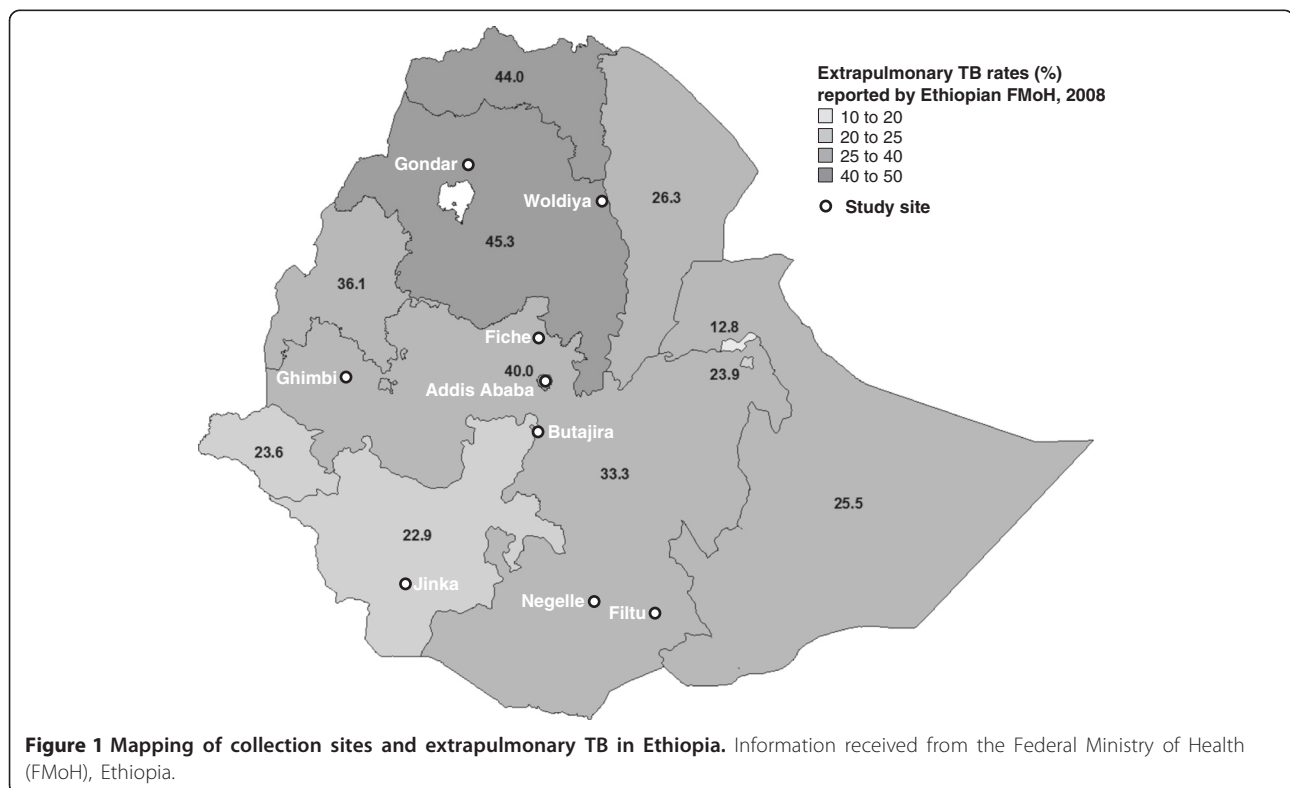 Extrapulmonary TB rates (%)
reported by Ethiopian FMoH, 2008
10 to 20
20 to 25
25 to 40
40 to 50
Study site
44.0
Gondar
Woldiya
26.3
45.3
36.1
12.8
Fiche
23.9
40.0
Ghimbi
Addis Ababa
Butajira
23.6
33.3
25.5
22.9
Jinka
Negelle
Filtu
Figure 1 Mapping of collection sites and extrapulmonary TB in Ethiopia. Information received from the Federal Ministry of Health
(FMoH), Ethiopia.